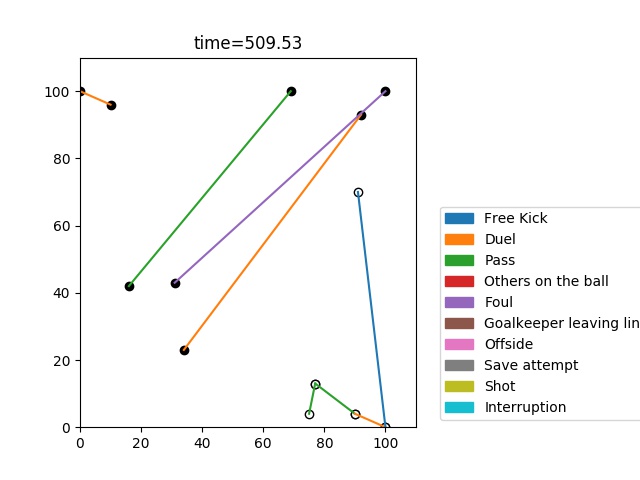 time=509.53
100
80
60
40
20
0
0 20 40 60 80 100
Free Kick
Duel
Pass
Others on the ball
Foul
Goalkeeper leaving lin
Offside
Save attempt
Shot
Interruption